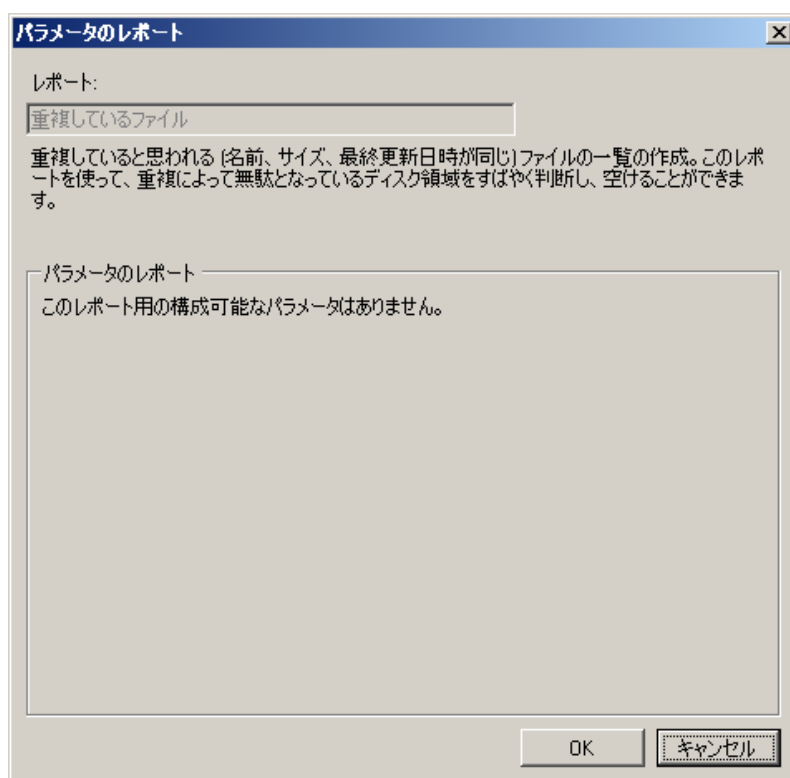 パラメータのレポート
レポート:
重複しているファイル
重複していると思われる (名前、サイズ、最終更新日時が同じ)ファイルの一覧の作成。このレポ
ートを使って、重複によって無駄となっているディスク領域をすばやく判断し、空けることができま
す。
パラメータのレポート
このレポート用の構成可能なパラメータはありません。
OK
キャンセル